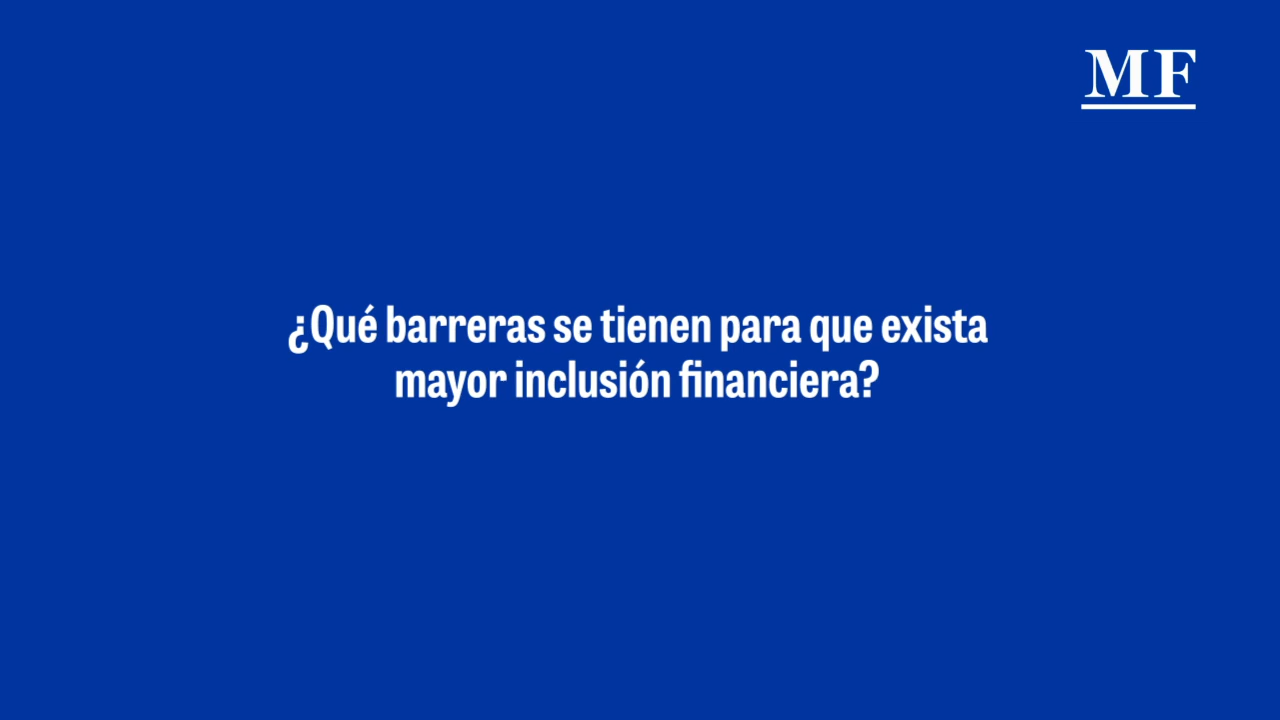 MF
¿Qué barreras se tienen para que exista
mayor inclusión financiera?